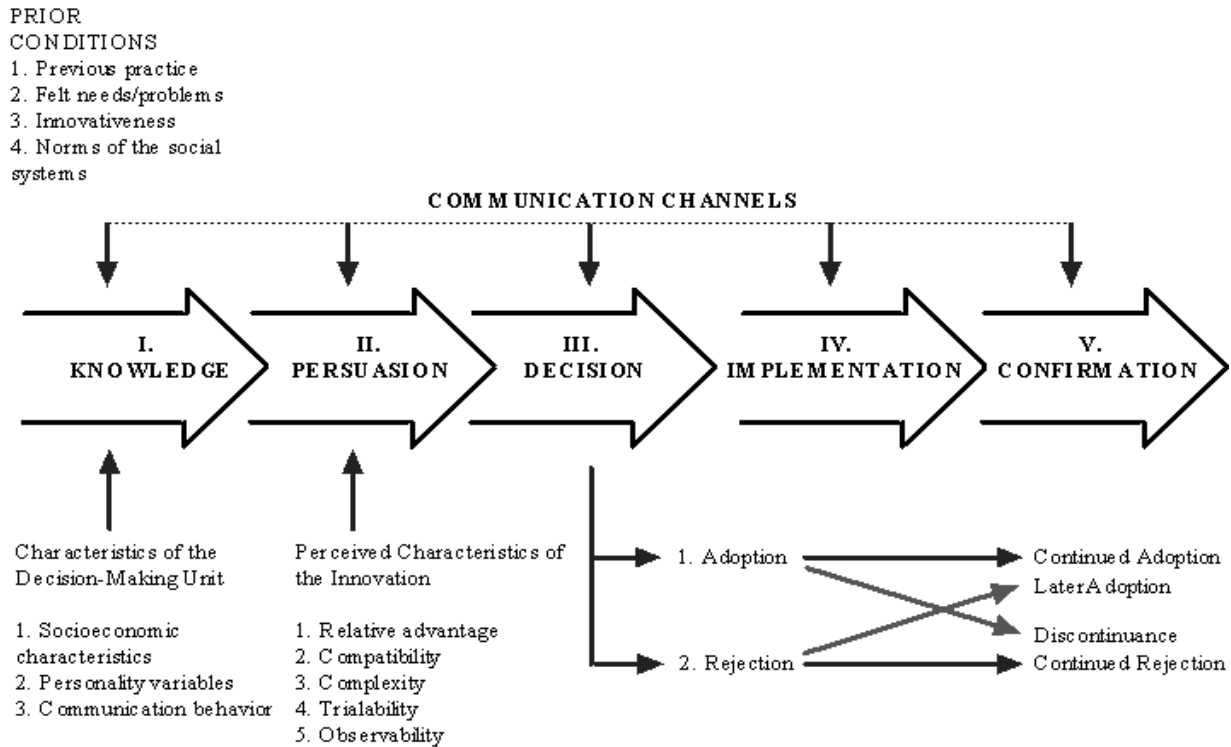 PRIOR
CONDITIONS
1. Previous practice
2. Felt needs/problems
3. Innovativeness
4. Norms of the social
systems
COMMUNICATION CHANNELS
I.
KNOWLEDGE
II.
PERSUASION
III.
DECISION
IV.
IMPLEMENTATION
V.
CONFIRMATION
Characteristics of the
Decision-Making Unit
1. Socioeconomic
characteristics
2. Personality variables
3. Communication behavior
Perceived Characteristics of
the Innovation
1. Relative advantage
2. Compatibility
3. Complexity
4. Trialability
5. Observability
1. Adoption
2. Rejection
Continued Adoption
Later Adoption
Discontinuance
Continued Rejection